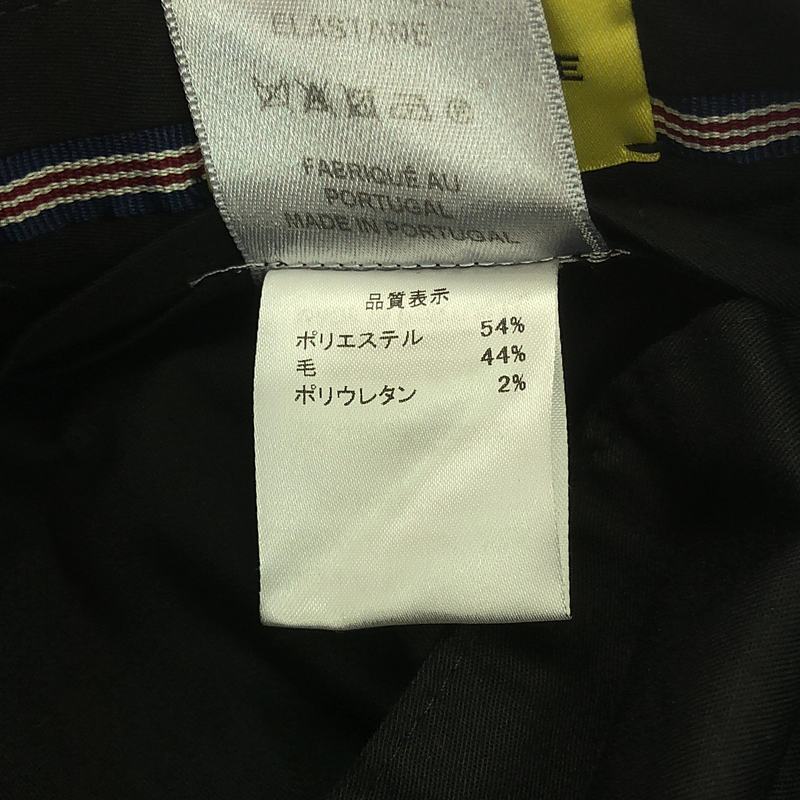 ELASTANE
E
FABRIQUÉ AU
PORTUGAL
MADE IN PORTUGAL
品質表示
ポリエステル 54%
毛 44%
ポリウレタン 2%